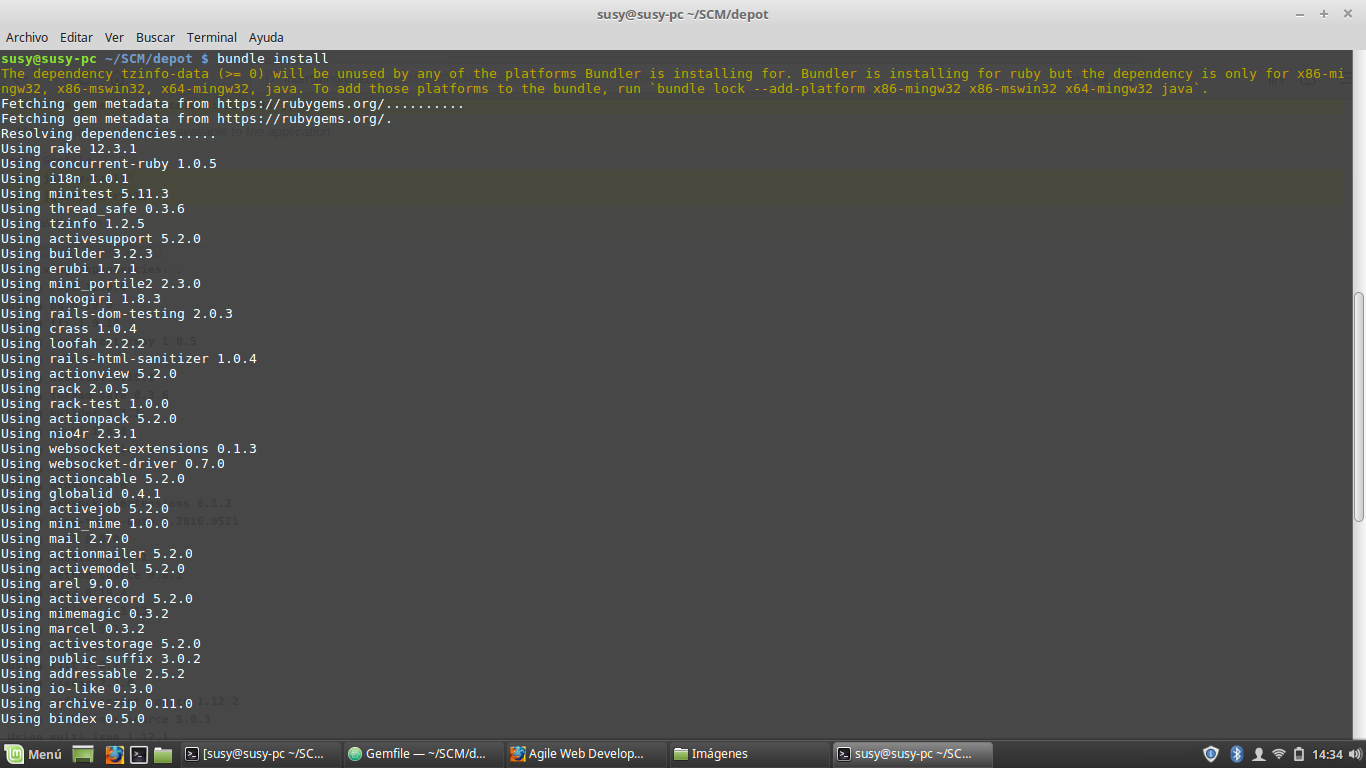 susy@susy-pc ~/SCM/depot
Archivo Editar Ver Buscar Terminal Ayuda
susy@susy-pc ~/SCM/depot $ bundle install
The dependency tzinfo-data (>= 0) will be unused by any of the platforms Bundler is installing for. Bundler is installing for ruby but the dependency is only for x86-mi
ngw32, x86-mswin32, x64-mingw32, java. To add those platforms to the bundle, run `bundle lock --add-platform x86-mingw32 x86-mswin32 x64-mingw32 java`.
Fetching gem metadata from https://rubygems.org/..........
Fetching gem metadata from https://rubygems.org/.
Resolving dependencies.....
Using rake 12.3.1
Using concurrent-ruby 1.0.5
Using i18n 1.0.1
Using minitest 5.11.3
Using thread_safe 0.3.6
Using tzinfo 1.2.5
Using activesupport 5.2.0
Using builder 3.2.3
Using erubi 1.7.1
Using mini_portile2 2.3.0
Using nokogiri 1.8.3
Using rails-dom-testing 2.0.3
Using crass 1.0.4
Using loofah 2.2.2
Using rails-html-sanitizer 1.0.4
Using actionview 5.2.0
Using rack 2.0.5
Using rack-test 1.0.0
Using actionpack 5.2.0
Using nio4r 2.3.1
Using websocket-extensions 0.1.3
Using websocket-driver 0.7.0
Using actioncable 5.2.0
Using globalid 0.4.1
Using activejob 5.2.0
Using mini_mime 1.0.0
Using mail 2.7.0
Using actionmailer 5.2.0
Using activemodel 5.2.0
Using arel 9.0.0
Using activerecord 5.2.0
Using mimemagic 0.3.2
Using marcel 0.3.2
Using activestorage 5.2.0
Using public_suffix 3.0.2
Using addressable 2.5.2
Using io-like 0.3.0
Using archive-zip 0.11.0
Using bindex 0.5.0
Menú [susy@susy-pc ~/SC... Gemfile — ~/SCM/d... Agile Web Develop... Imágenes susy@susy-pc ~/SC... 14:34